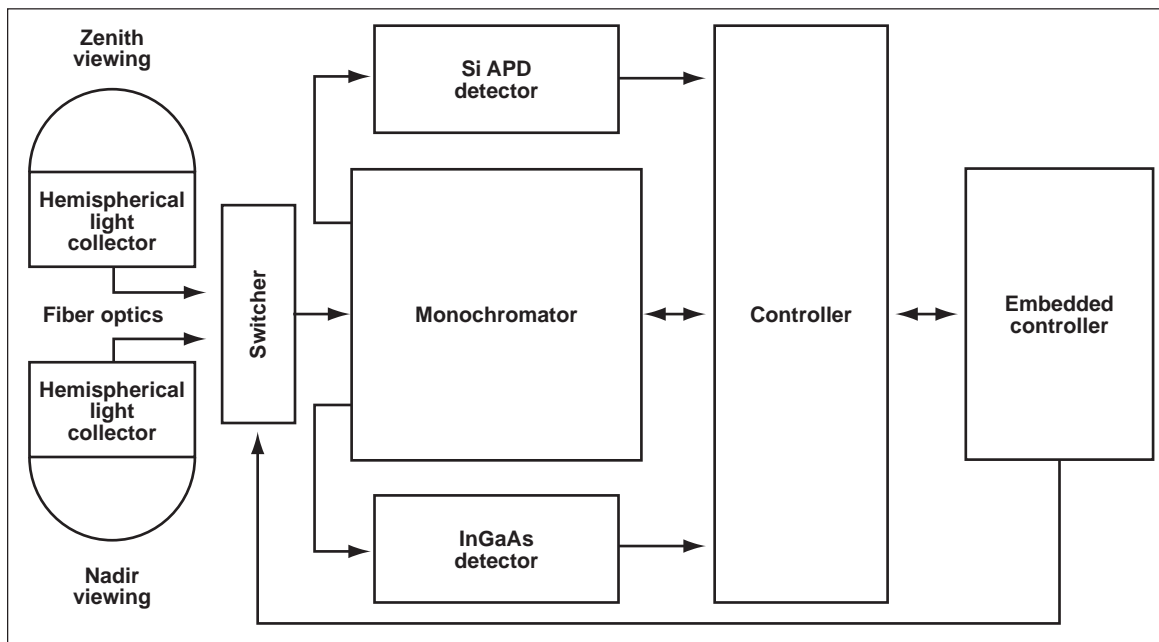 Zenith
viewing
Hemispherical
light
collector
Fiber optics
Hemispherical
light
collector
Nadir
viewing
Switcher
Si APD
detector
Monochromator
InGaAs
detector
Controller
Embedded
controller